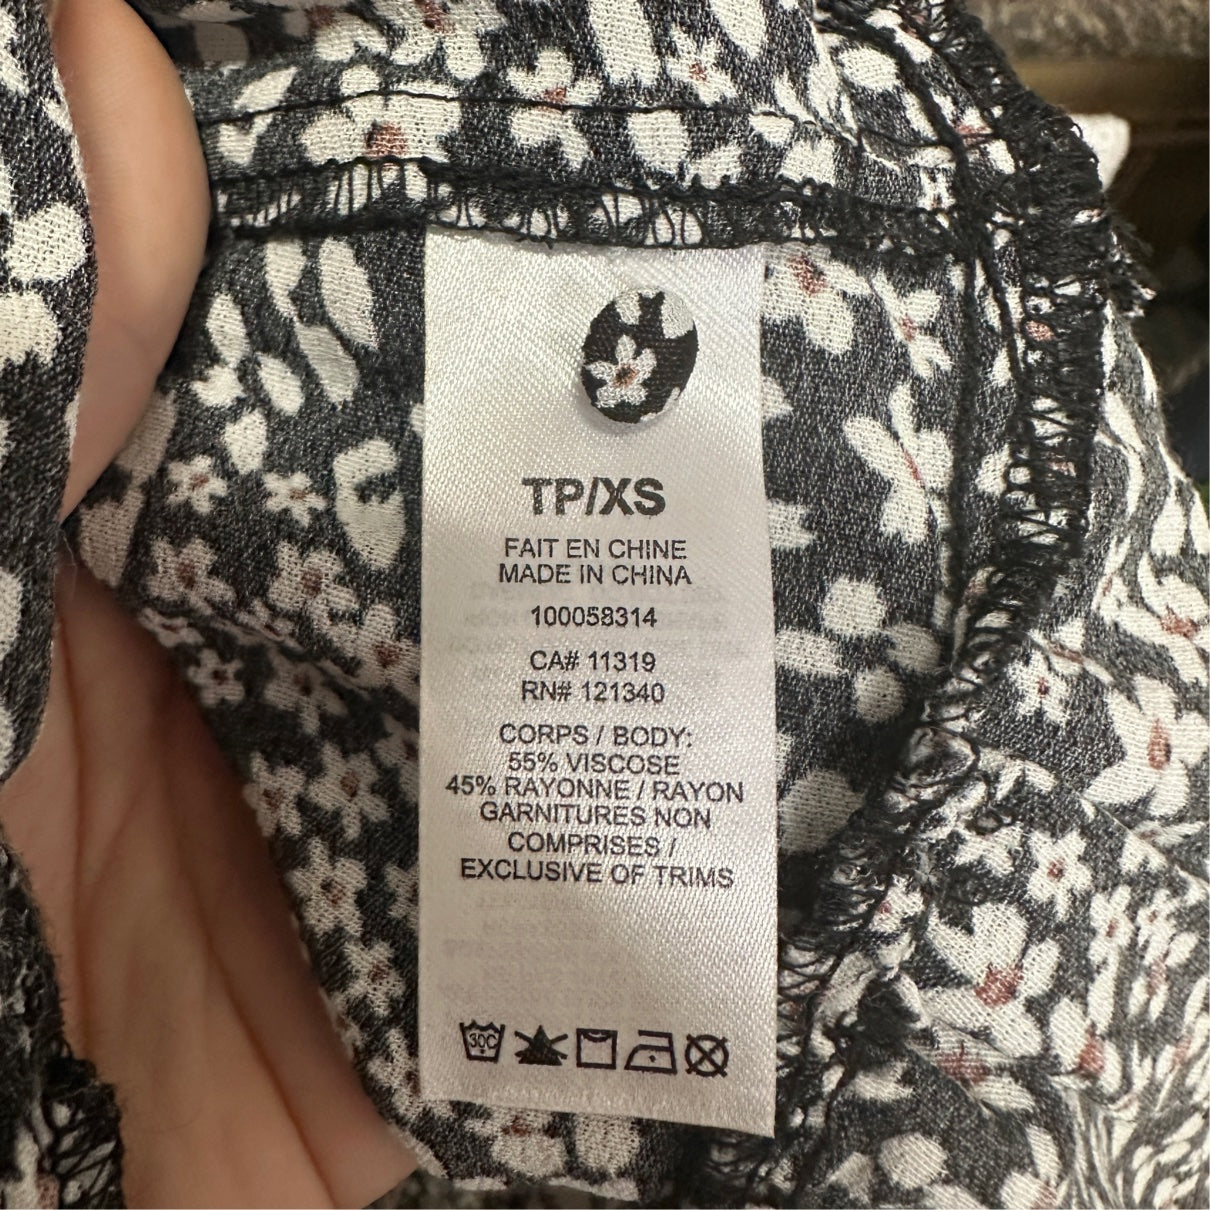 TP/XS
FAIT EN CHINE
MADE IN CHINA
100058314
CA# 11319
RN# 121340
CORPS / BODY:
55% VISCOSE
45% RAYONNE / RAYON
GARNITURES NON
COMPRISES /
EXCLUSIVE OF TRIMS
30C